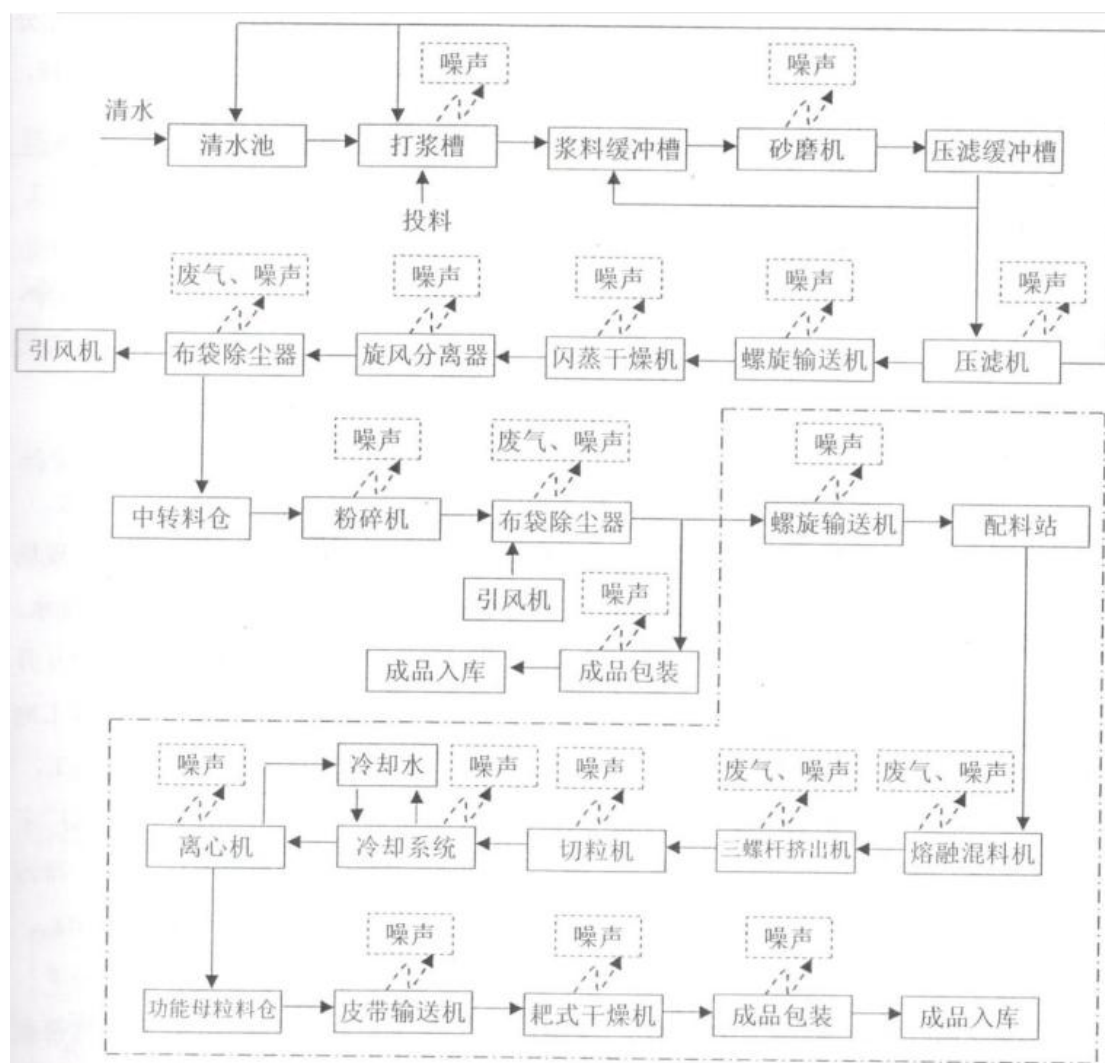 噪声
噪声
清水
清水池
打浆槽
浆料缓冲槽
砂磨机
压滤缓冲槽
投料
废气、噪声
噪声
噪声
噪声
噪声
引风机
布袋除尘器
旋风分离器
闪蒸干燥机
螺旋输送机
压滤机
噪声
废气、噪声
噪声
中转料仓
粉碎机
布袋除尘器
螺旋输送机
配料站
引风机
噪声
成品入库
成品包装
噪声
冷却水
噪声
噪声
废气、噪声
废气、噪声
离心机
冷却系统
切粒机
三螺杆挤出机
熔融混料机
噪声
噪声
噪声
功能母粒料仓
皮带输送机
耙式干燥机
成品包装
成品入库